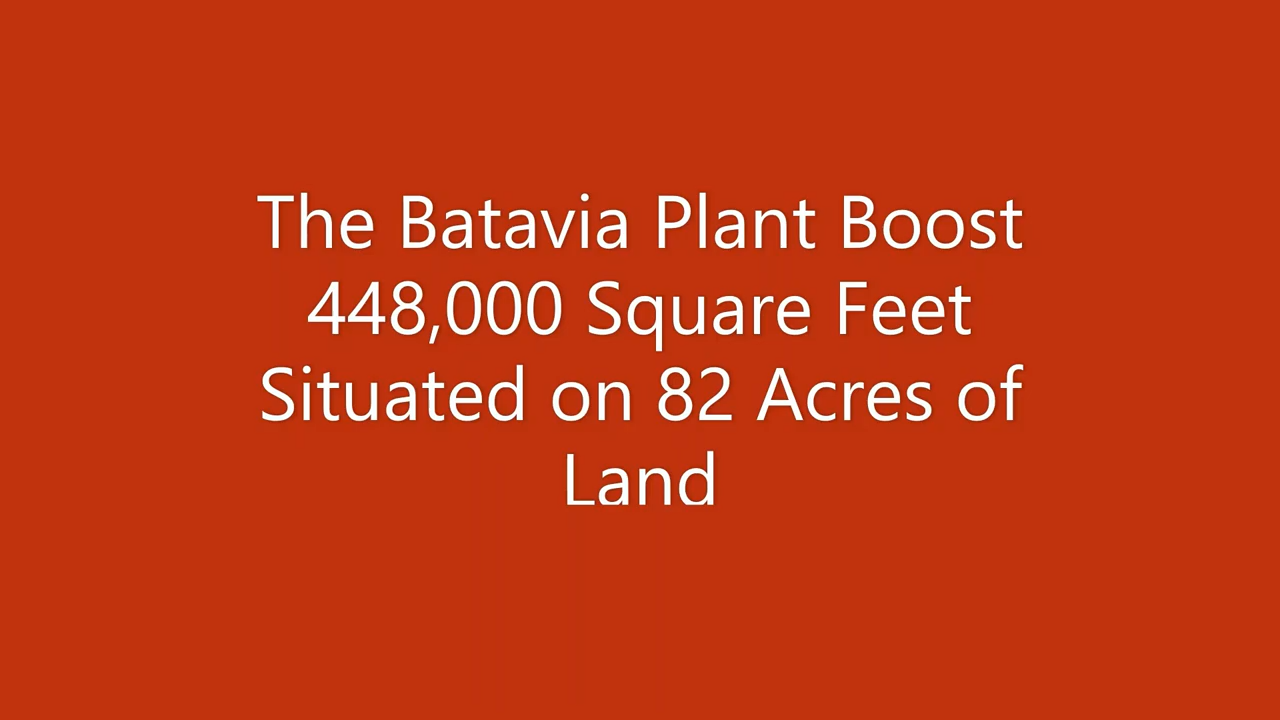 The Batavia Plant Boost
448,000 Square Feet
Situated on 82 Acres of
Land